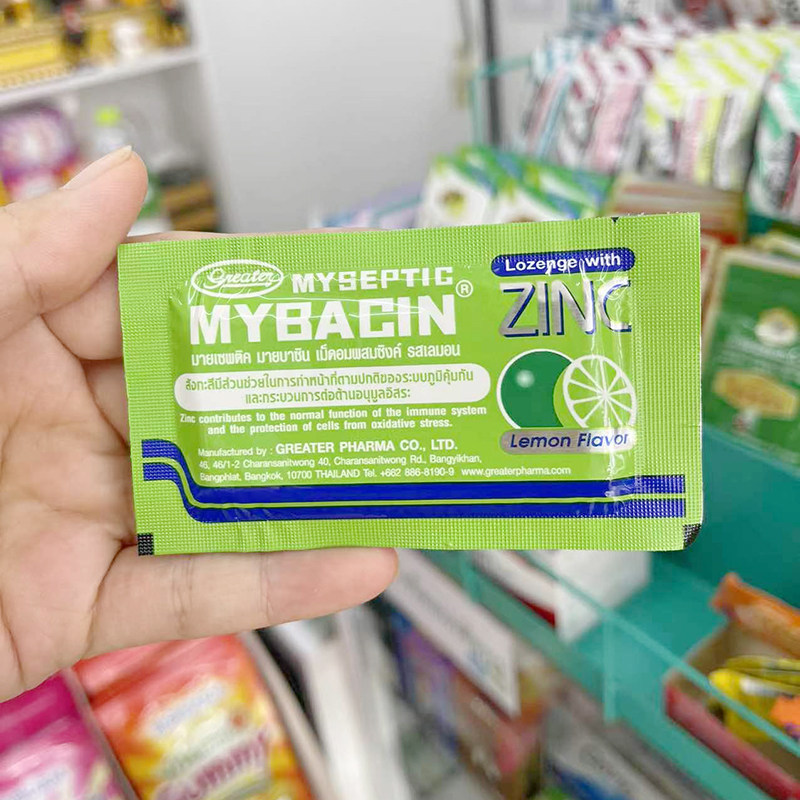 Greater
MYSEPTIC
MYBACIN®
มายเซพติค มายบาซิน เม็ดอมผสมซิงค์ รสเลมอน
สังกะสีมีส่วนช่วยในการทำหน้าที่ตามปกติของระบบภูมิคุ้มกัน
และกระบวนการต่อต้านอนุมูลอิสระ
Zinc contributes to the normal function of the immune system
and the protection of cells from oxidative stress.
Manufactured by : GREATER PHARMA CO., LTD.
46, 46/1-2 Charansanitwong 40, Charansanitwong Rd., Bangyikhan,
Bangphlat, Bangkok, 10700 THAILAND Tel. +662 886-8190-9 www.greaterpharma.com
Lozenge with
ZINC
Lemon Flavor